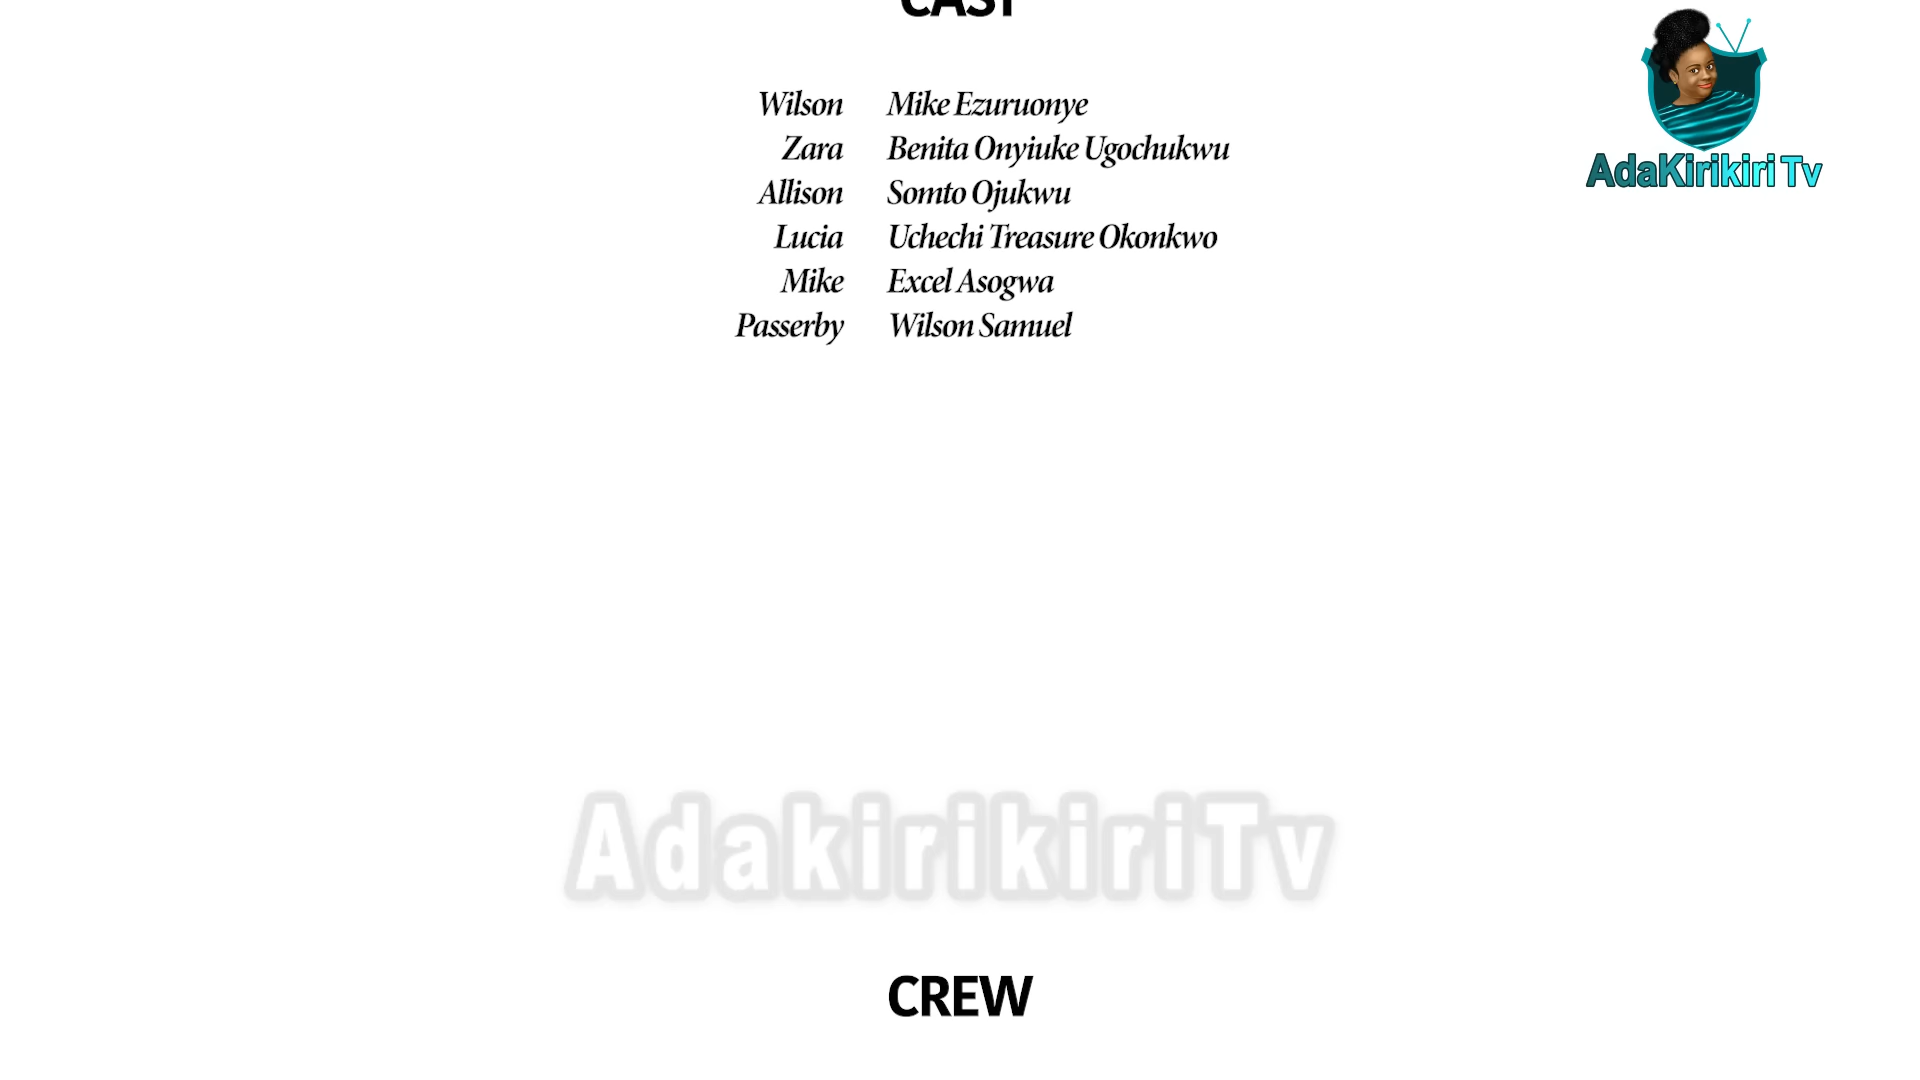 CAST
AdaKirikiri Tv
Wilson Mike Ezuruonye
Zara Benita Onyiuke Ugochukwu
Allison Somto Ojukwu
Lucia Uchechi Treasure Okonkwo
Mike Excel Asogwa
Passerby Wilson Samuel
AdakirikiriTv
CREW